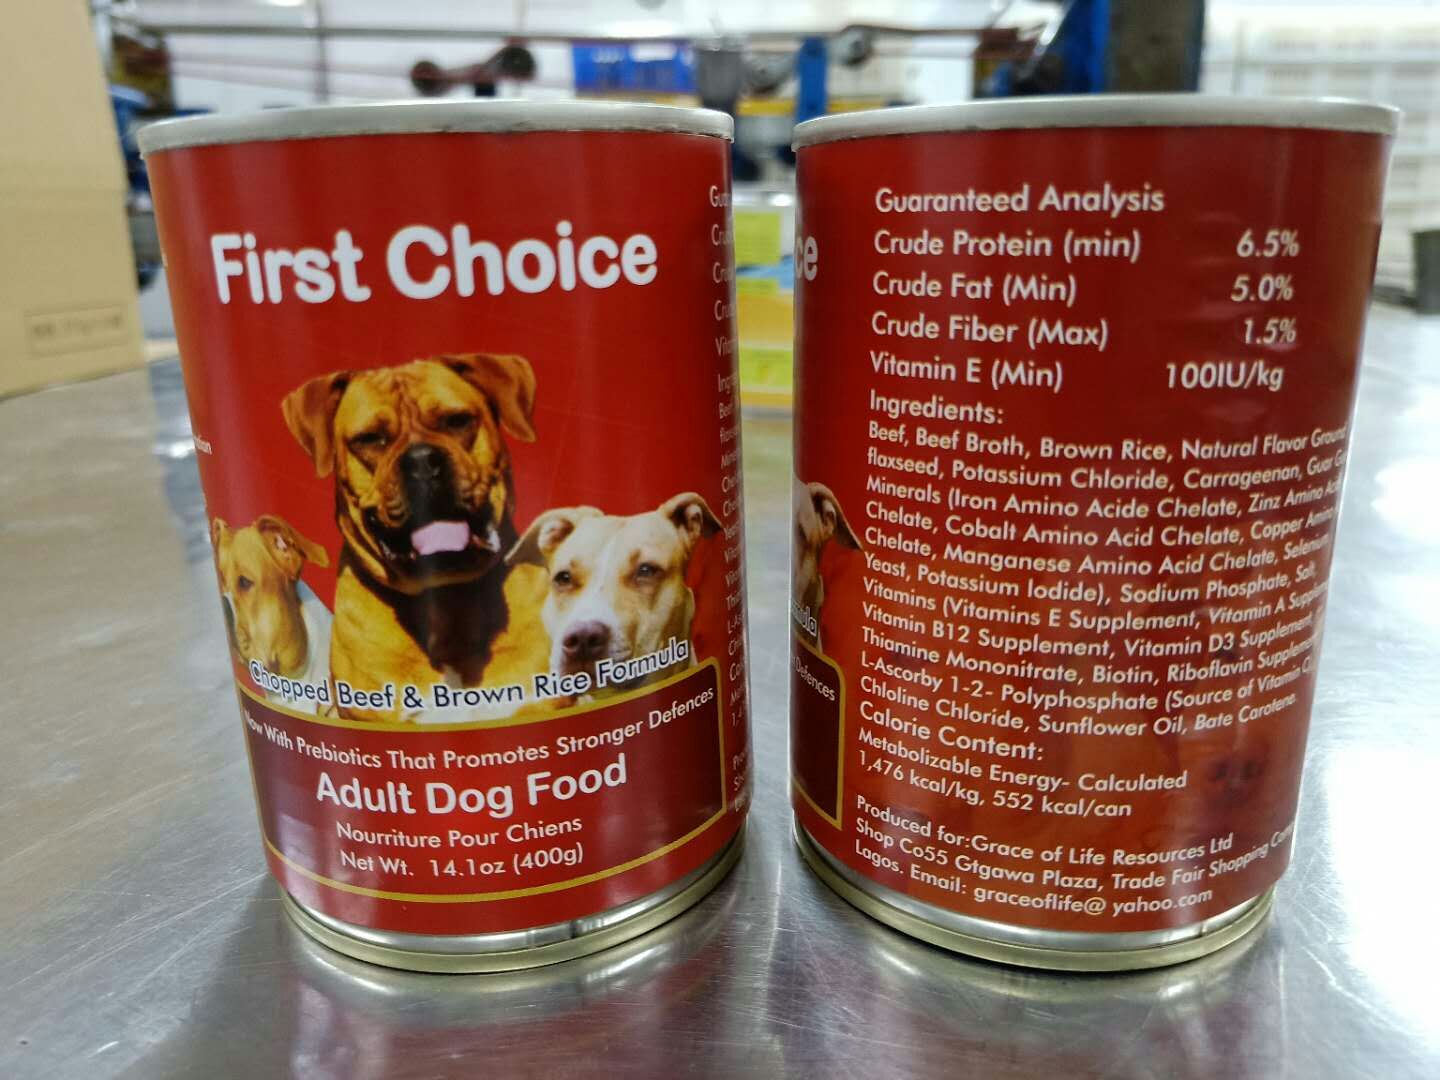 First Choice
Chopped Beef & Brown Rice Formula
With Prebiotics That Promotes Stronger Defences
Adult Dog Food
Nourriture Pour Chiens
Net Wt. 14.1oz (400g)
Guaranteed Analysis
Crude Protein (min) 6.5%
Crude Fat (Min) 5.0%
Crude Fiber (Max) 1.5%
Vitamin E (Min) 100IU/kg
Ingredients:
Beef, Beef Broth, Brown Rice, Natural Flavor Ground
flaxseed, Potassium Chloride, Carrageenan, Guar
Minerals (Iron Amino Acide Chelate, Zinz Amino
Chelate, Cobalt Amino Acid Chelate, Copper Amino
Chelate, Manganese Amino Acid Chelate, Selenium
Yeast, Potassium Iodide), Sodium Phosphate, Salt,
Vitamins (Vitamins E Supplement, Vitamin A
Vitamin B12 Supplement, Vitamin D3 Supplement,
Thiamine Mononitrate, Biotin, Riboflavin Supplement
L-Ascorby 1-2- Polyphosphate (Source of Vitamin C),
Chloline Chloride, Sunflower Oil, Bate Carotene.
Calorie Content:
Metabolizable Energy- Calculated
1,476 kcal/kg, 552 kcal/can
Produced for:Grace of Life Resources Ltd
Shop Co55 Gtgawa Plaza, Trade Fair Shopping
Lagos. Email: graceoflife@ yahoo.com